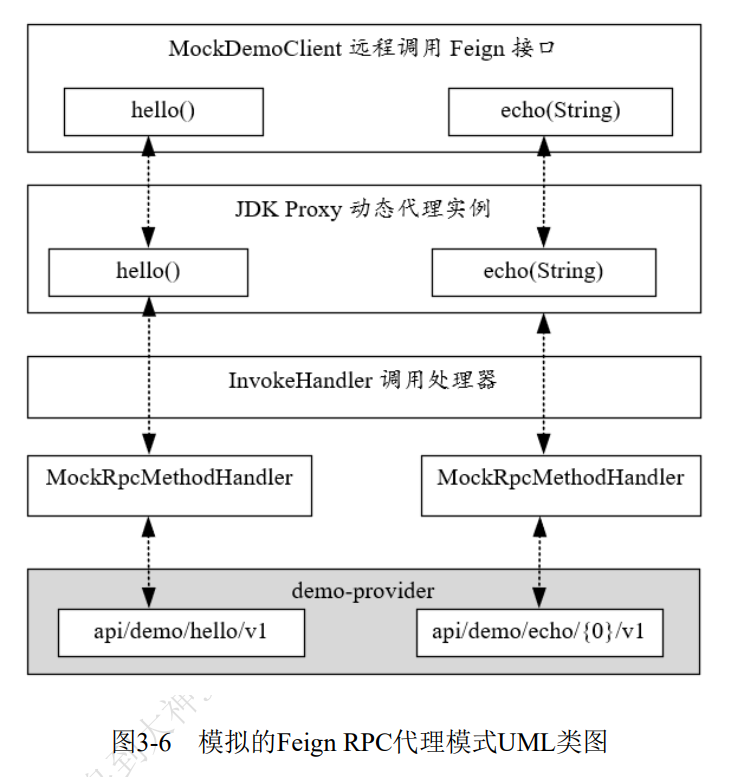 MockDemoClient 远程调用 Feign 接口
hello() echo(String)
JDK Proxy 动态代理实例
hello() echo(String)
InvokeHandler 调用处理器
MockRpcMethodHandler MockRpcMethodHandler
demo-provider
api/demo/hello/v1 api/demo/echo/{0}/v1
图3-6 模拟的Feign RPC代理模式UML类图
到大神